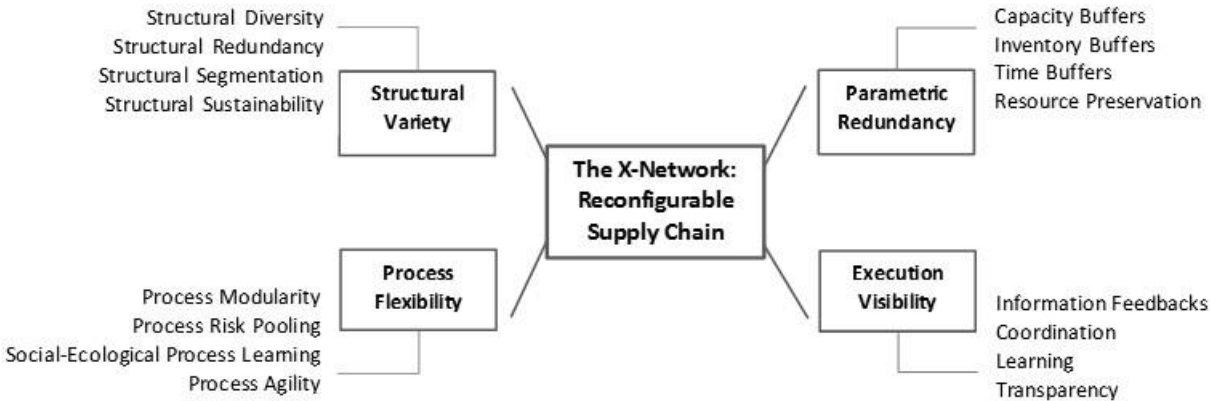 Structural Diversity
Structural Redundancy
Structural Segmentation
Structural Sustainability
Structural
Variety
Capacity Buffers
Inventory Buffers
Time Buffers
Resource Preservation
Parametric
Redundancy
The X-Network:
Reconfigurable
Supply Chain
Process
Flexibility
Process Modularity
Process Risk Pooling
Social-Ecological Process Learning
Process Agility
Execution
Visibility
Information Feedbacks
Coordination
Learning
Transparency